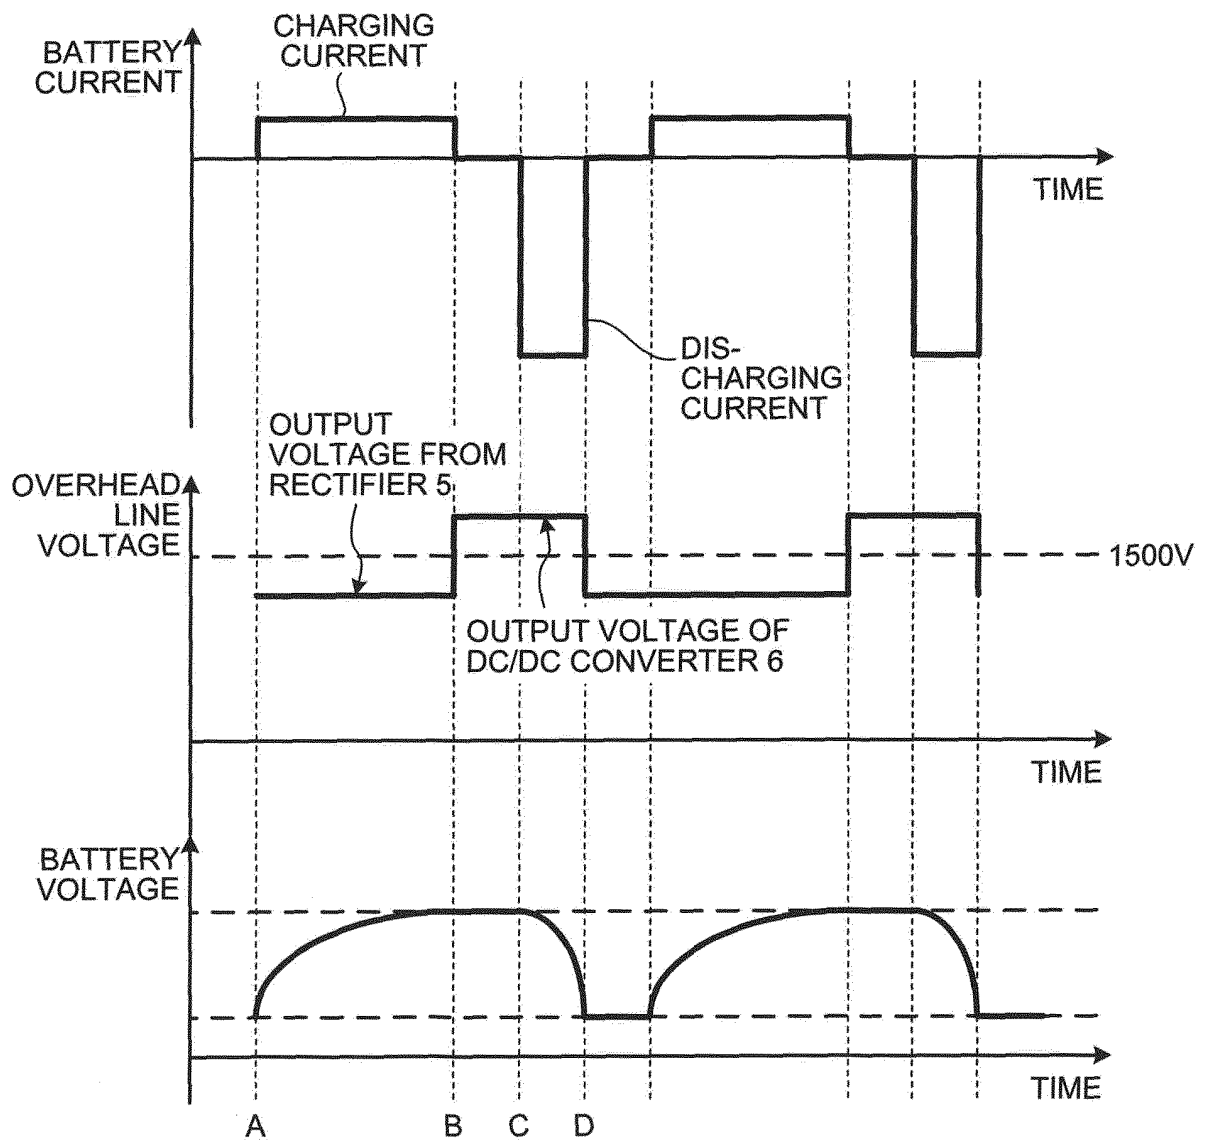 CHARGING
CURRENT
BATTERY
CURRENT
TIME
DIS-
CHARGING
CURRENT
OUTPUT
VOLTAGE FROM
RECTIFIER 5
OVERHEAD
LINE
VOLTAGE
1500V
OUTPUT VOLTAGE OF
DC/DC CONVERTER 6
TIME
BATTERY
VOLTAGE
TIME
A B C D